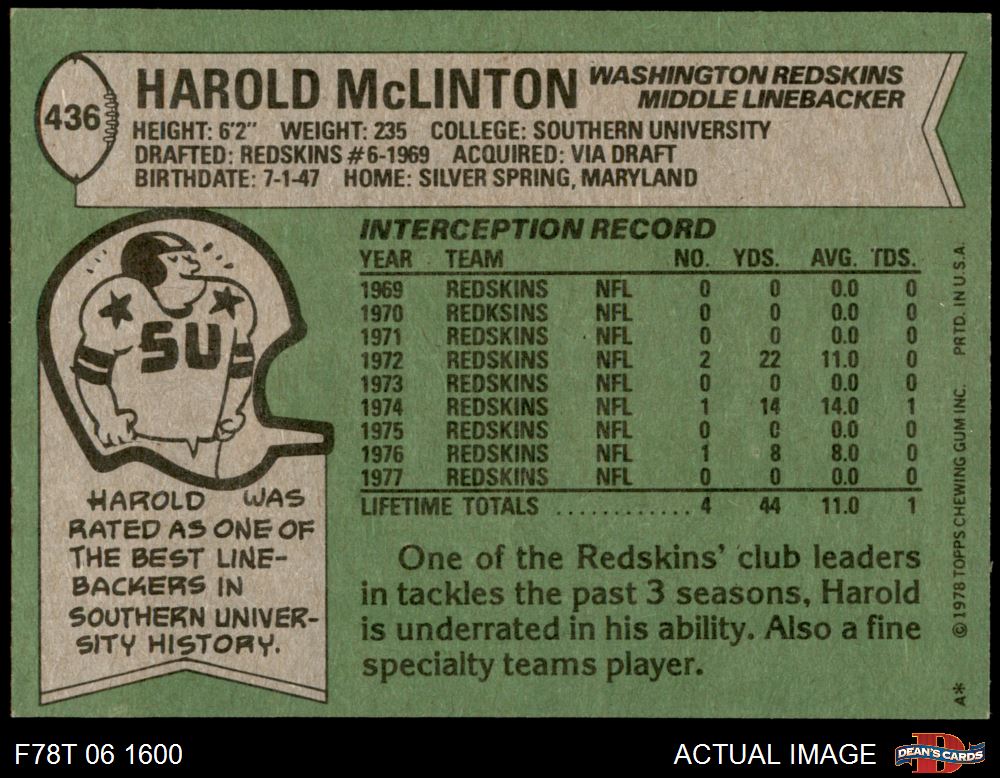 436
HAROLD McLINTON
WASHINGTON REDSKINS
MIDDLE LINEBACKER
HEIGHT: 6'2" WEIGHT: 235 COLLEGE: SOUTHERN UNIVERSITY
DRAFTED: REDSKINS #6-1969 ACQUIRED: VIA DRAFT
BIRTHDATE: 7-1-47 HOME: SILVER SPRING, MARYLAND
SU
HAROLD WAS
RATED AS ONE OF
THE BEST LINE-
BACKERS IN
SOUTHERN UNIVER-
SITY HISTORY.
INTERCEPTION RECORD
YEAR TEAM NO. YDS. AVG. TDS.
1969 REDSKINS NFL 0 0 0.0 0
1970 REDSKINS NFL 0 0 0.0 0
1971 REDSKINS NFL 0 0 0.0 0
1972 REDSKINS NFL 2 22 11.0 0
1973 REDSKINS NFL 0 0 0.0 0
1974 REDSKINS NFL 1 14 14.0 1
1975 REDSKINS NFL 0 0 0.0 0
1976 REDSKINS NFL 1 8 8.0 0
1977 REDSKINS NFL 0 0 0.0 0
LIFETIME TOTALS ............ 4 44 11.0 1
One of the Redskins' club leaders
in tackles the past 3 seasons, Harold
is underrated in his ability. Also a fine
specialty teams player.
A* © 1978 TOPPS CHEWING GUM INC. PRTD. IN U.S.A.
F78T 06 1600
ACTUAL IMAGE
D
DEAN'S CARDS